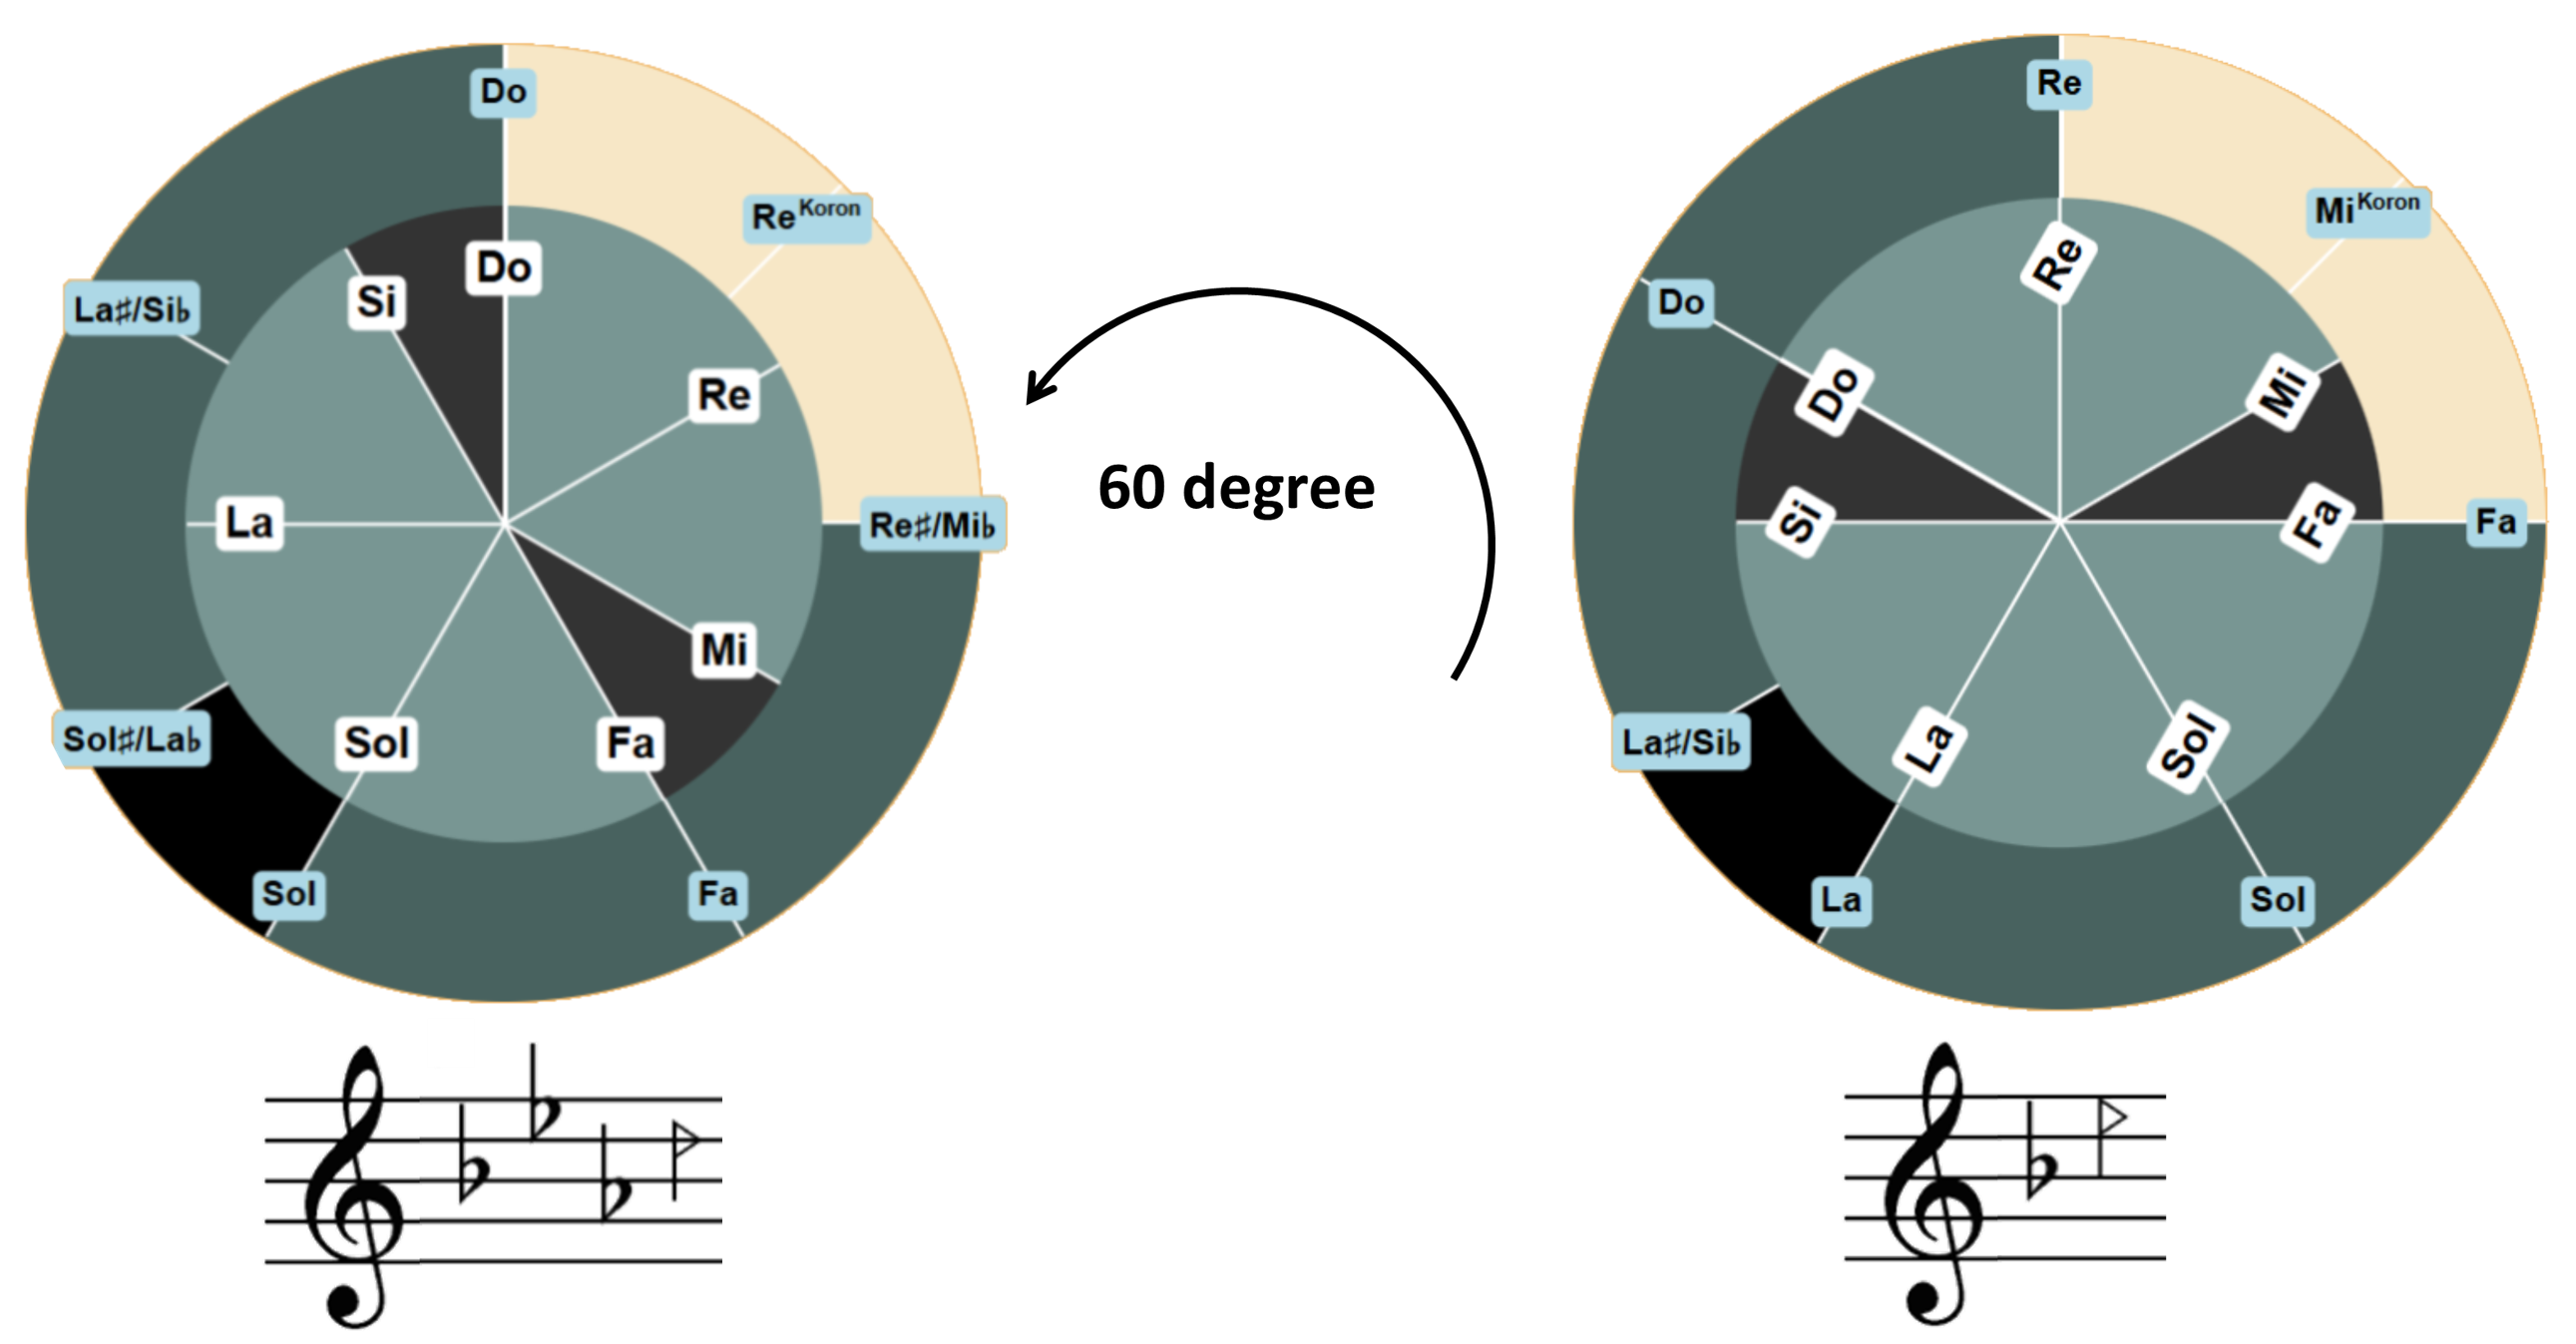 Do
Re Koron
Re♯/Mi♭
Fa
Sol
Sol♯/La♭
La♯/Si♭
Do
Re
Mi
Fa
Sol
La
Si
60 degree
Re
Mi Koron
Fa
Sol
La
La♯/Si♭
Do
Re
Mi
Fa
Sol
La
Si
Do